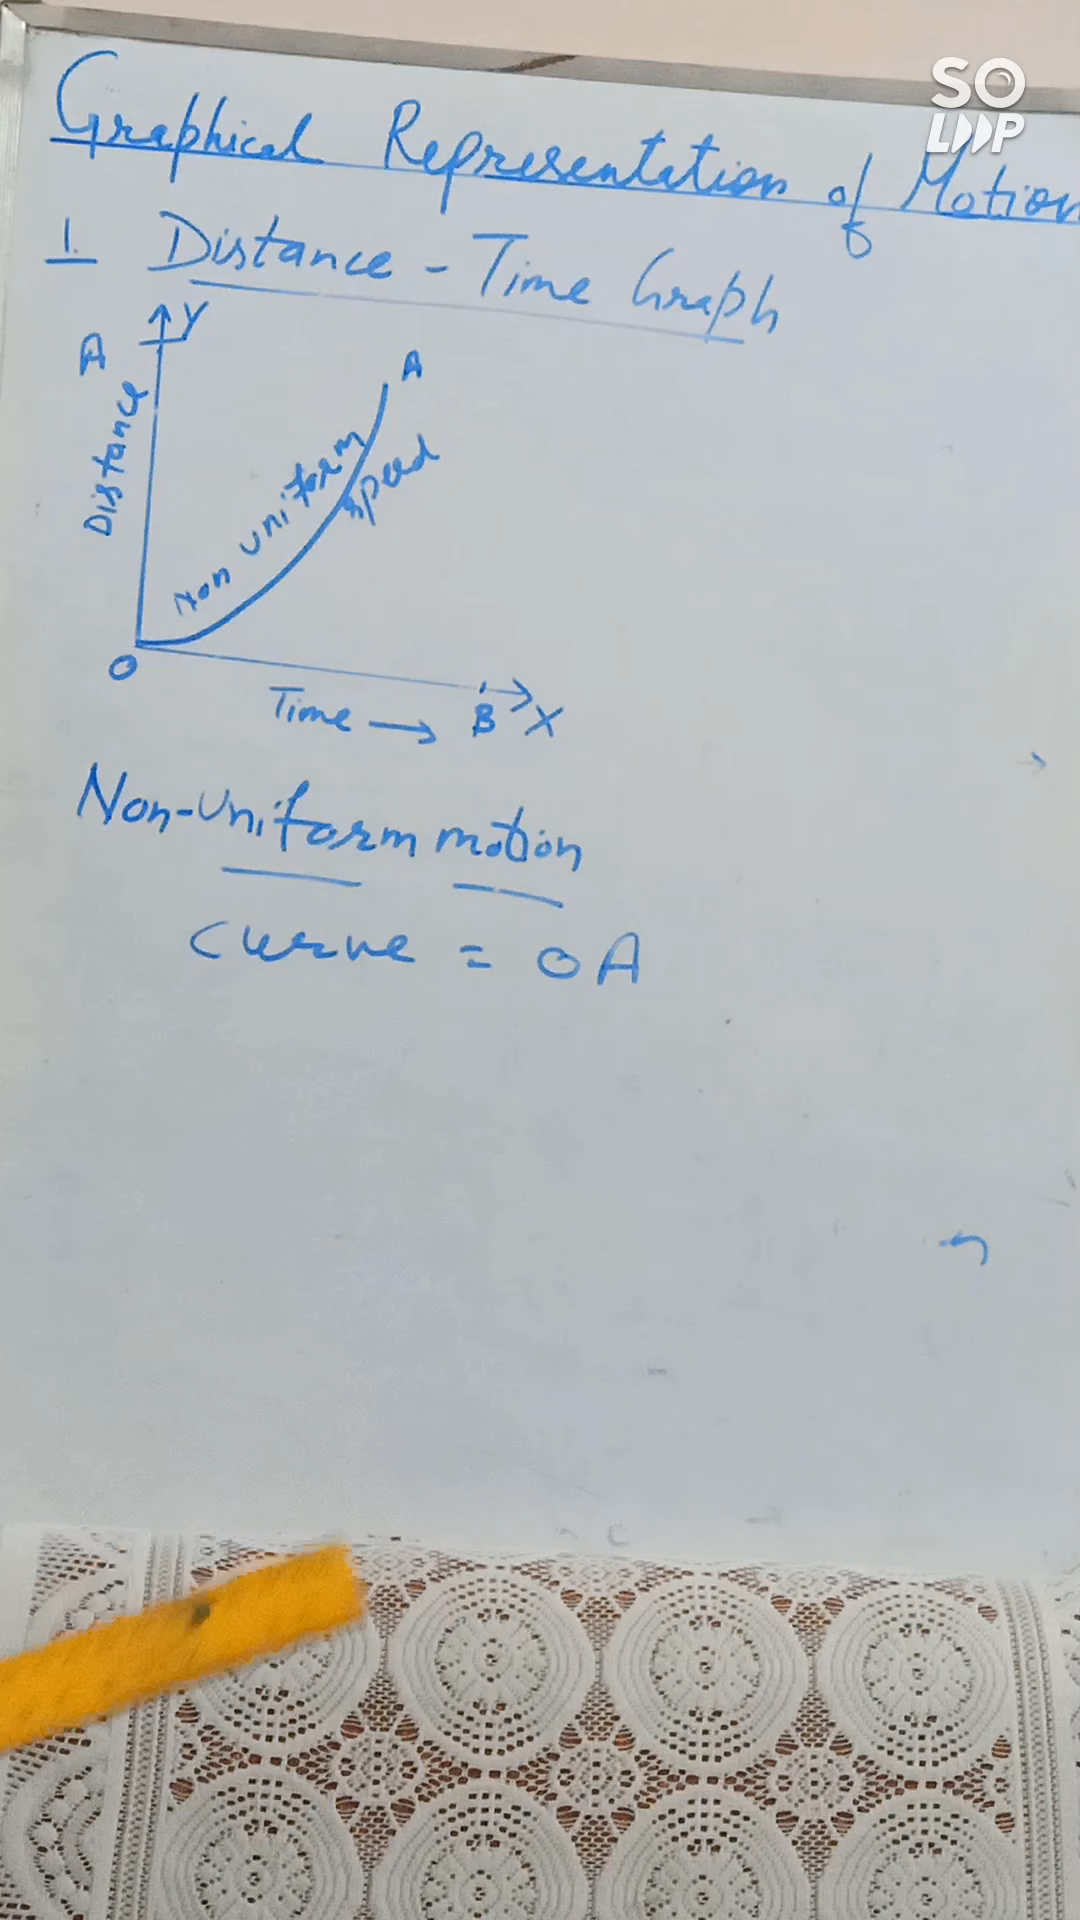 SO
LOOP
Graphical Representation of Motion
1. Distance - Time Graph
Y
A
A
Distance
Non uniform
speed
O
Time → B X
Non-Uniform motion
curve = OA